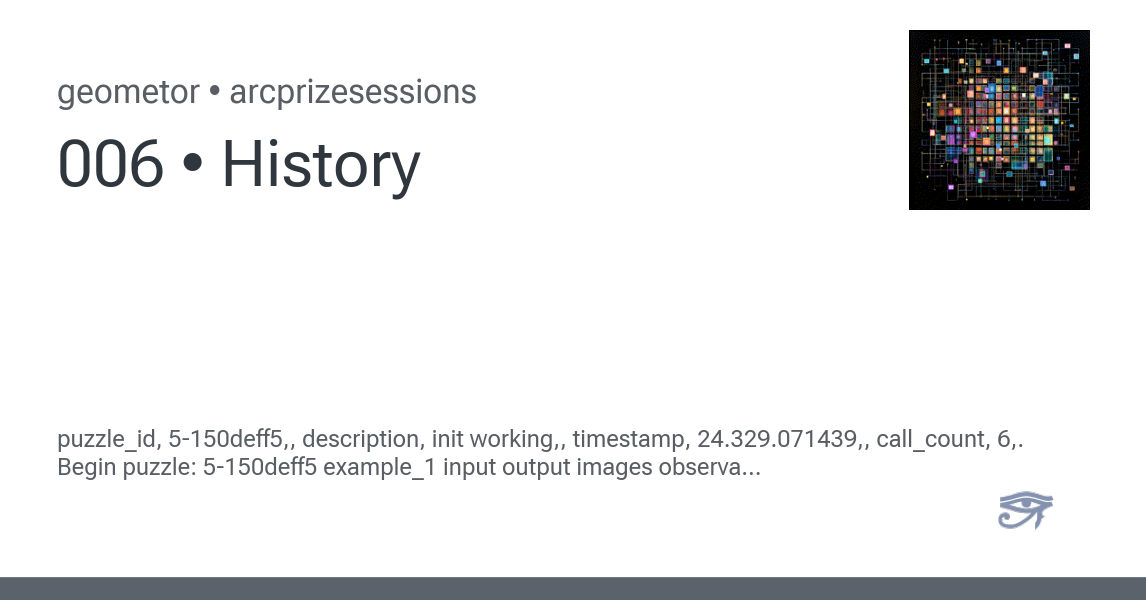 geometor • arcprizesessions
006 • History
puzzle_id, 5-150deff5,, description, init working,, timestamp, 24.329.071439,, call_count, 6,.
Begin puzzle: 5-150deff5 example_1 input output images observa...